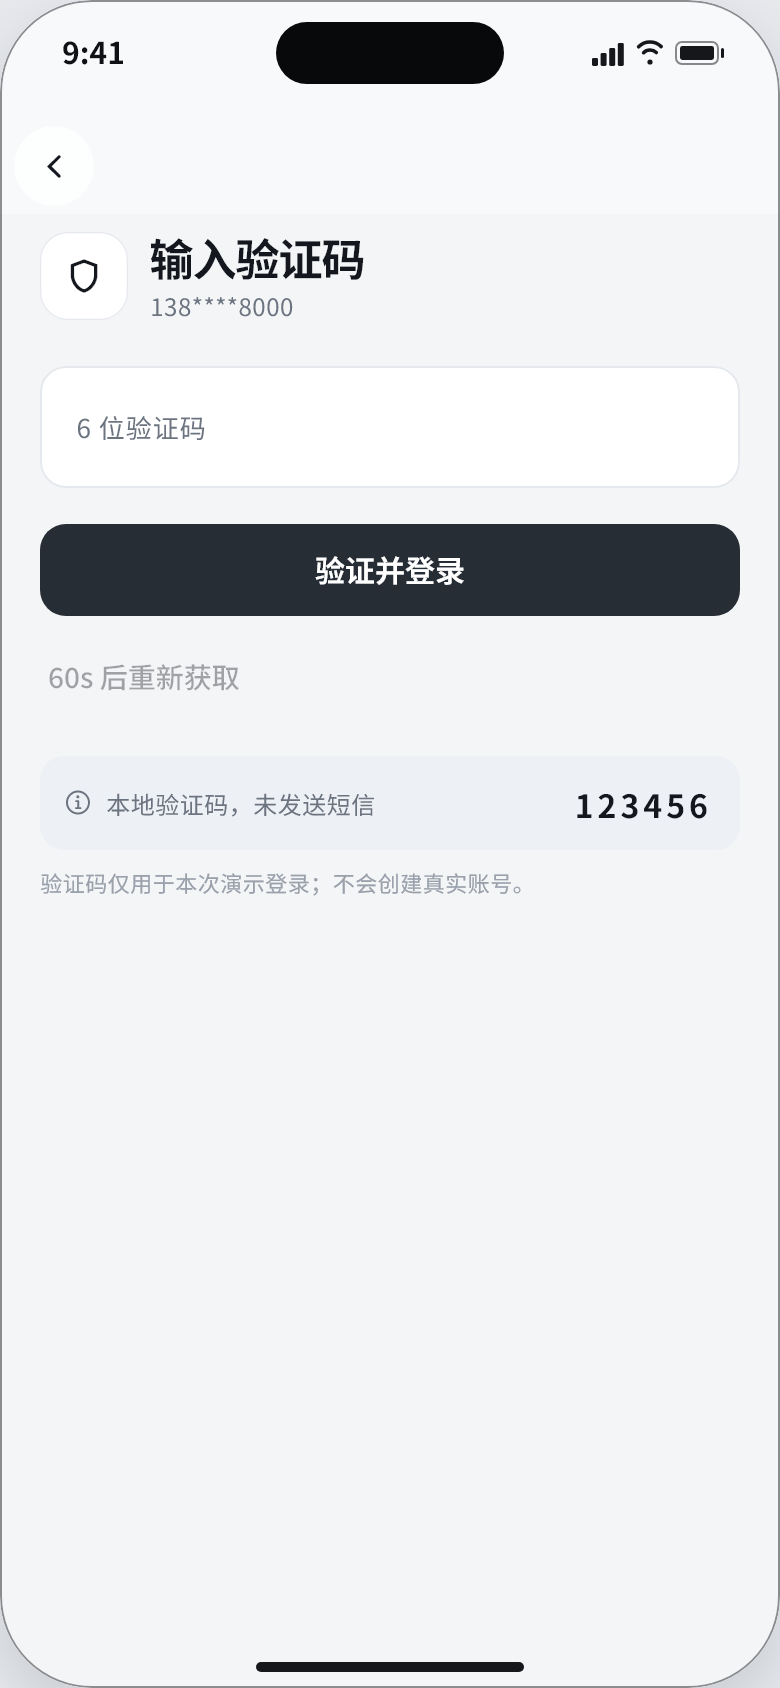 9:41
输入验证码
138****8000
6 位验证码
验证并登录
60s 后重新获取
本地验证码，未发送短信 123456
验证码仅用于本次演示登录；不会创建真实账号。